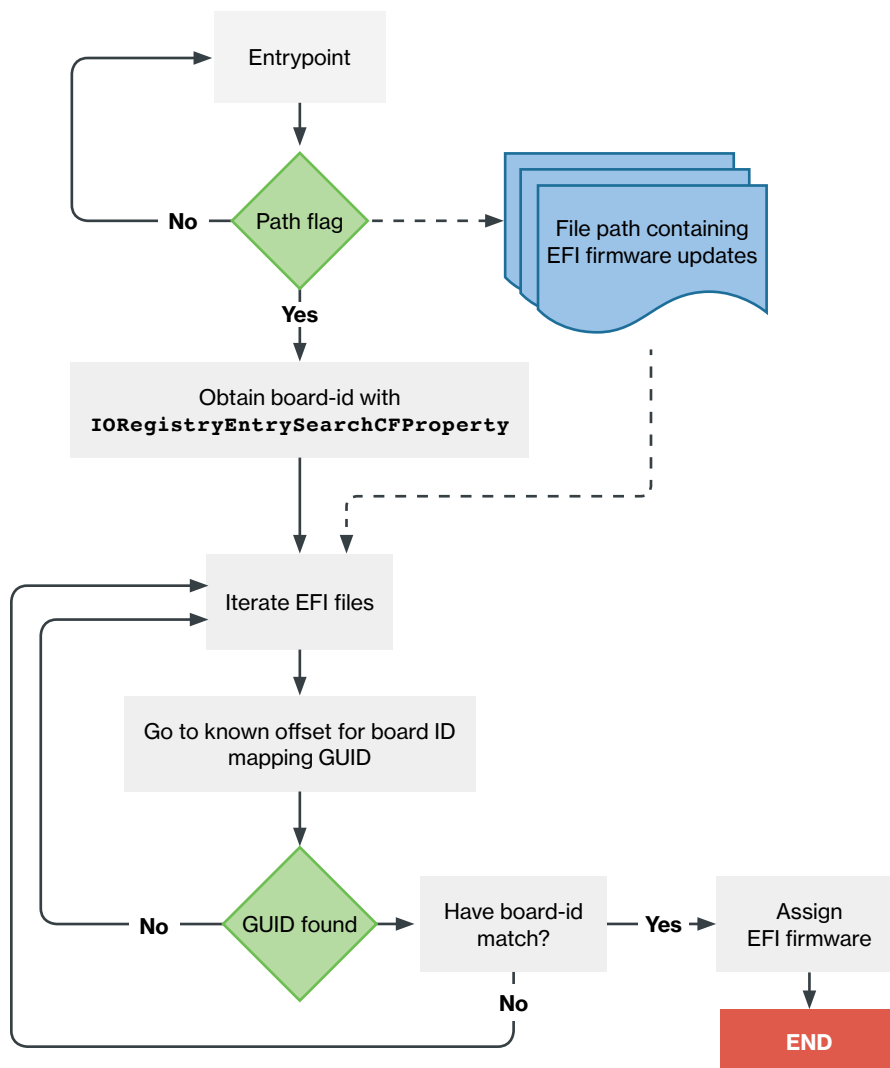 Entrypoint
No
Path flag
File path containing
EFI firmware updates
Yes
Obtain board-id with
IORegistryEntrySearchCFProperty
Iterate EFI files
Go to known offset for board ID
mapping GUID
No
GUID found
Have board-id
match?
Yes
Assign
EFI firmware
No
END